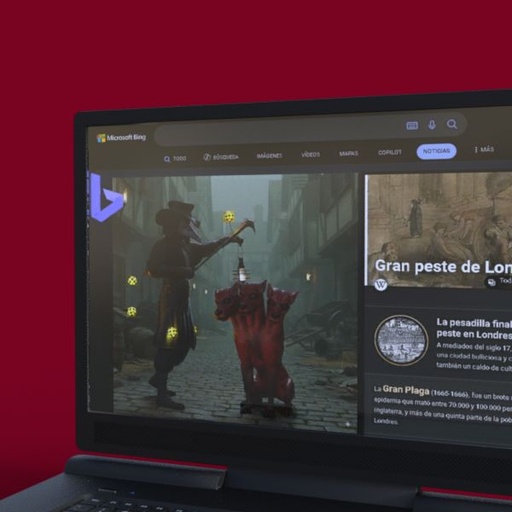 Microsoft Bing
TODO
BÚSQUEDA
IMÁGENES
VÍDEOS
MAPAS
COPILOT
NOTICIAS
MÁS
Gran peste de Lon
W
Tod
La pesadilla final
peste en Londres
A mediados del siglo 17,
una ciudad bulliciosa y c
también un caldo de cult
La Gran Plaga (1665-1666), fue un brote
epidemia que mató entre 70.000 y 100.000 per
Inglaterra, y más de una quinta parte de la pob
Londres.